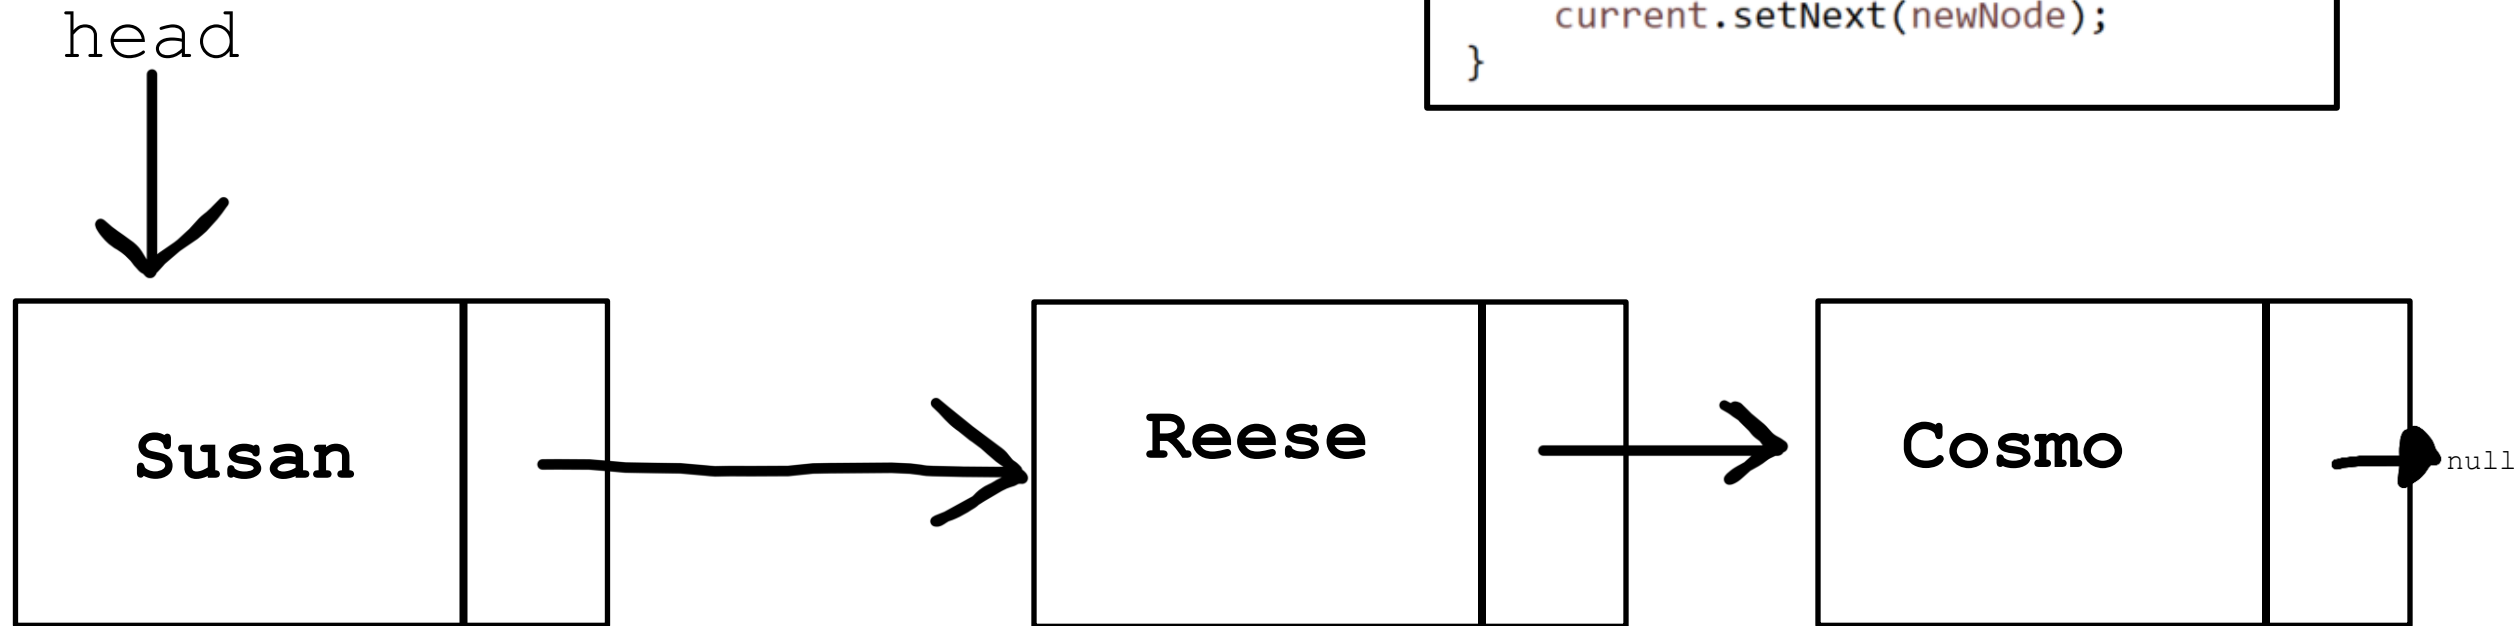 head
current.setNext(newNode);
}
Susan
Reese
Cosmo
null